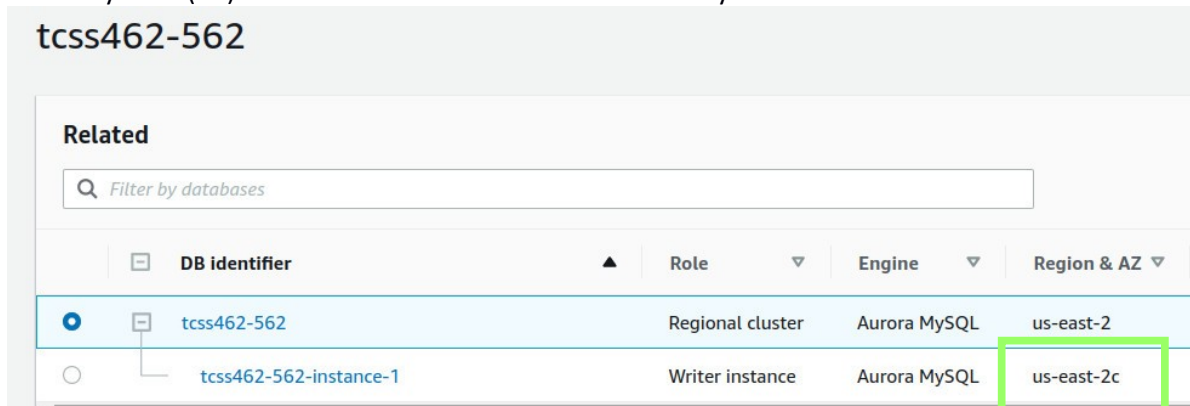 tcss462-562
Related
Filter by databases
DB identifier Role Engine Region & AZ
tcss462-562 Regional cluster Aurora MySQL us-east-2
tcss462-562-instance-1 Writer instance Aurora MySQL us-east-2c